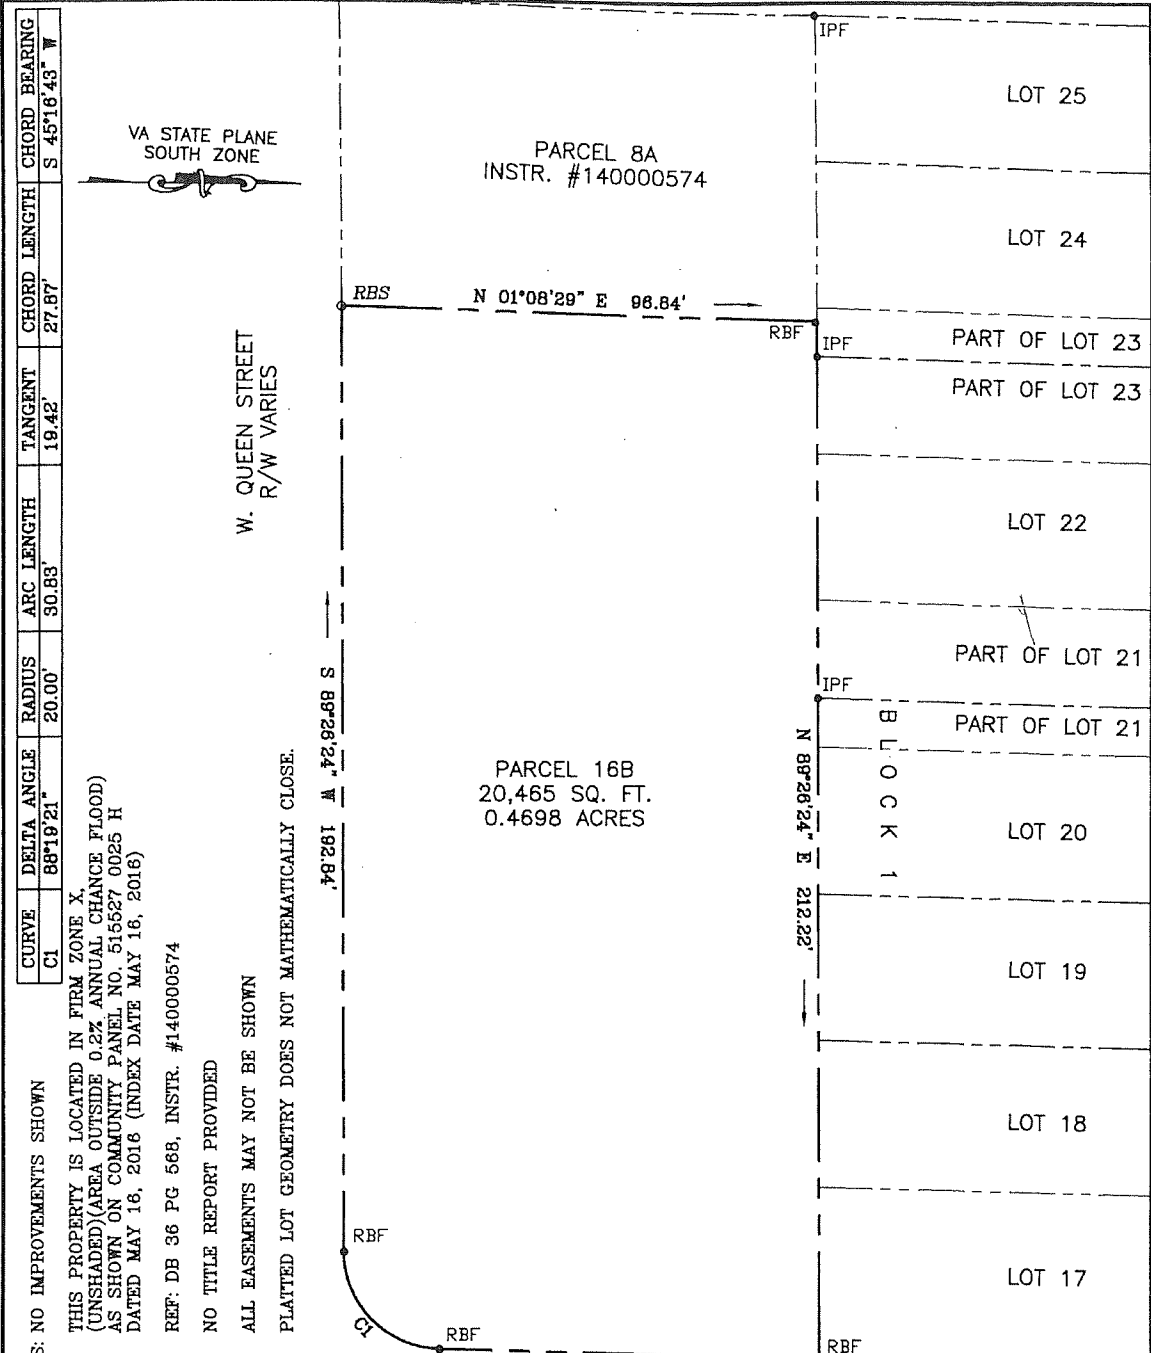 CURVE DELTA ANGLE RADIUS ARC LENGTH TANGENT CHORD LENGTH CHORD BEARING
C1 88°19'21" 20.00' 30.83' 19.42' 27.87' S 45°16'43" W
VA STATE PLANE
SOUTH ZONE
PARCEL 8A
INSTR. #140000574
IPF
LOT 25
LOT 24
RBS
N 01°08'29" E 96.84'
RBF
IPF
PART OF LOT 23
PART OF LOT 23
W. QUEEN STREET
R/W VARIES
LOT 22
PART OF LOT 21
IPF
PART OF LOT 21
S 89°26'24" W 192.84'
PARCEL 16B
20,465 SQ. FT.
0.4698 ACRES
N 89°26'24" E 212.22'
BLOCK 1
LOT 20
LOT 19
LOT 18
LOT 17
RBF
C1
RBF
RBF
S: NO IMPROVEMENTS SHOWN
THIS PROPERTY IS LOCATED IN FIRM ZONE X,
(UNSHADED)(AREA OUTSIDE 0.2% ANNUAL CHANCE FLOOD)
AS SHOWN ON COMMUNITY PANEL NO. 515527 0025 H
DATED MAY 16, 2016 (INDEX DATE MAY 16, 2016)
REF: DB 36 PG 568, INSTR. #140000574
NO TITLE REPORT PROVIDED
ALL EASEMENTS MAY NOT BE SHOWN
PLATTED LOT GEOMETRY DOES NOT MATHEMATICALLY CLOSE.